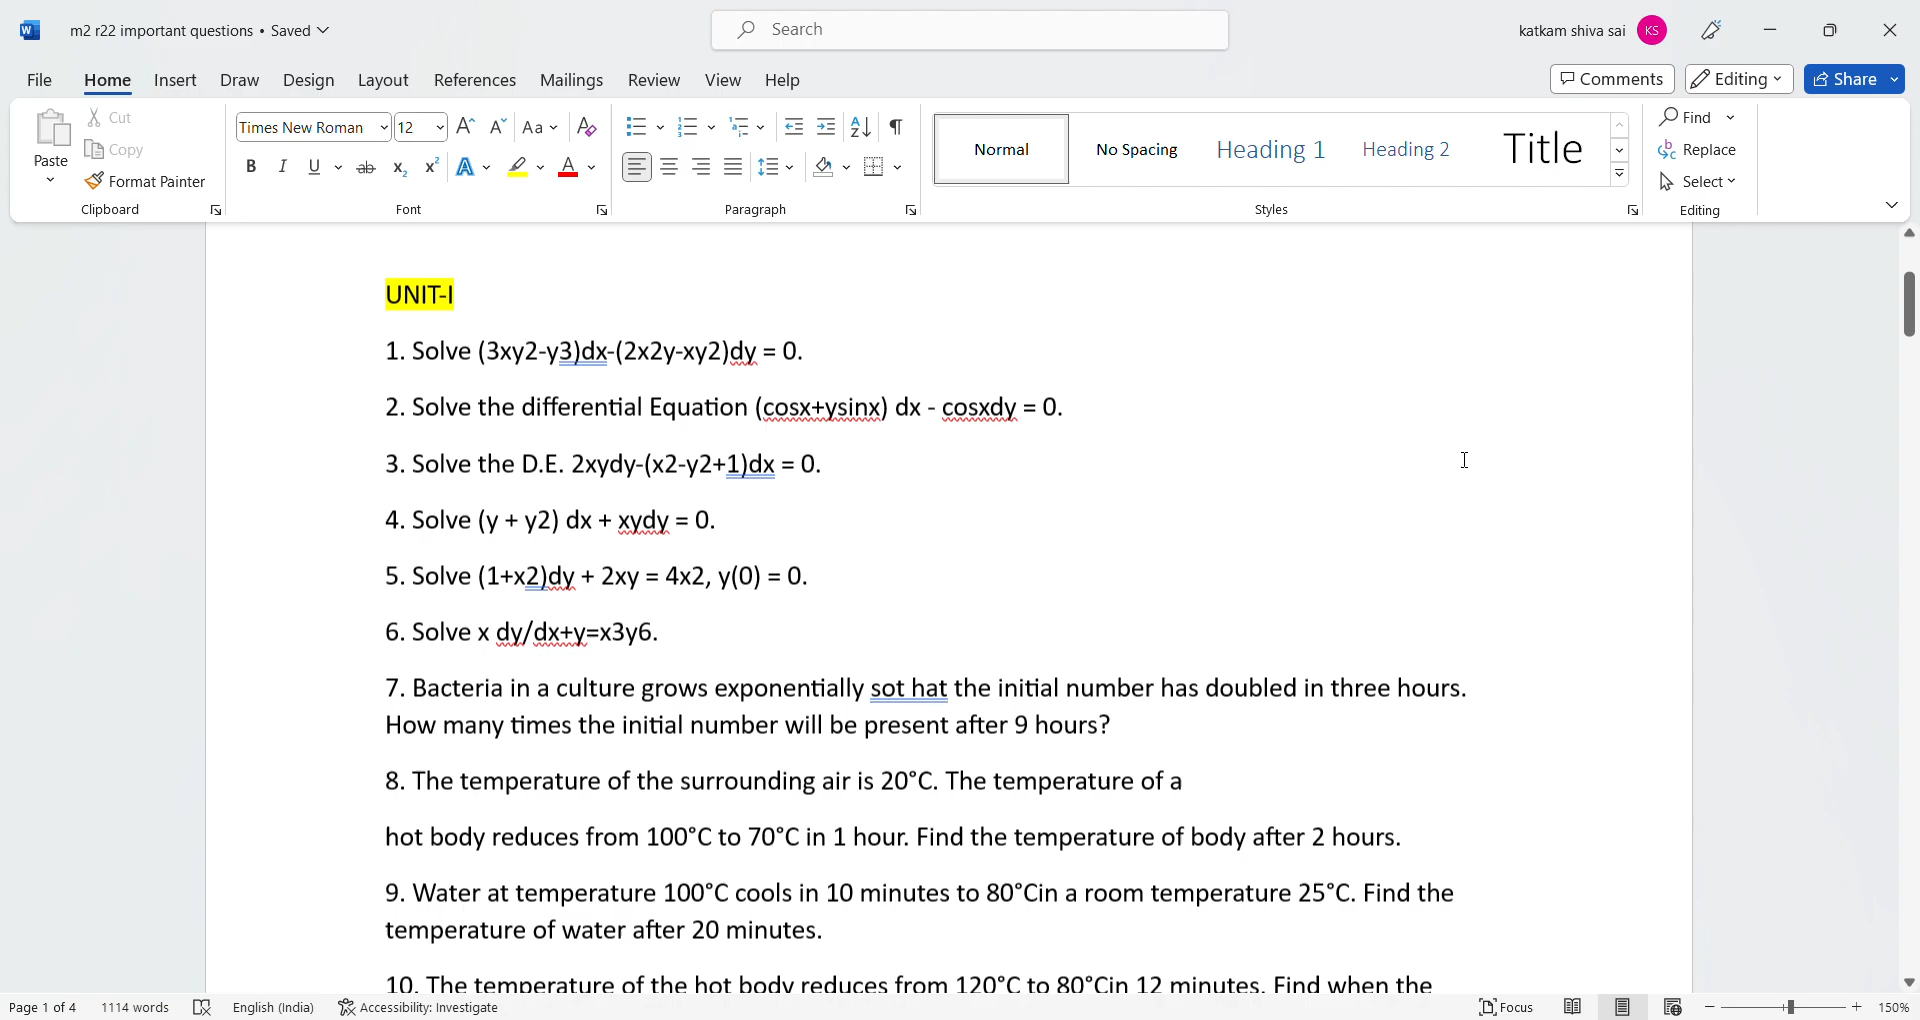 m2 r22 important questions • Saved
Search
katkam shiva sai KS
File Home Insert Draw Design Layout References Mailings Review View Help
Comments Editing Share
Paste
Cut
Copy
Format Painter
Clipboard
Times New Roman 12
Font
Paragraph
Normal No Spacing Heading 1 Heading 2 Title
Styles
Find
Replace
Select
Editing
UNIT-I
1. Solve (3xy2-y3)dx-(2x2y-xy2)dy = 0.
2. Solve the differential Equation (cosx+ysinx) dx - cosxdy = 0.
3. Solve the D.E. 2xydy-(x2-y2+1)dx = 0.
4. Solve (y + y2) dx + xydy = 0.
5. Solve (1+x2)dy + 2xy = 4x2, y(0) = 0.
6. Solve x dy/dx+y=x3y6.
7. Bacteria in a culture grows exponentially sot hat the initial number has doubled in three hours.
How many times the initial number will be present after 9 hours?
8. The temperature of the surrounding air is 20°C. The temperature of a
hot body reduces from 100°C to 70°C in 1 hour. Find the temperature of body after 2 hours.
9. Water at temperature 100°C cools in 10 minutes to 80°Cin a room temperature 25°C. Find the
temperature of water after 20 minutes.
10. The temperature of the hot body reduces from 120°C to 80°Cin 12 minutes. Find when the
Page 1 of 4 1114 words English (India) Accessibility: Investigate Focus 150%